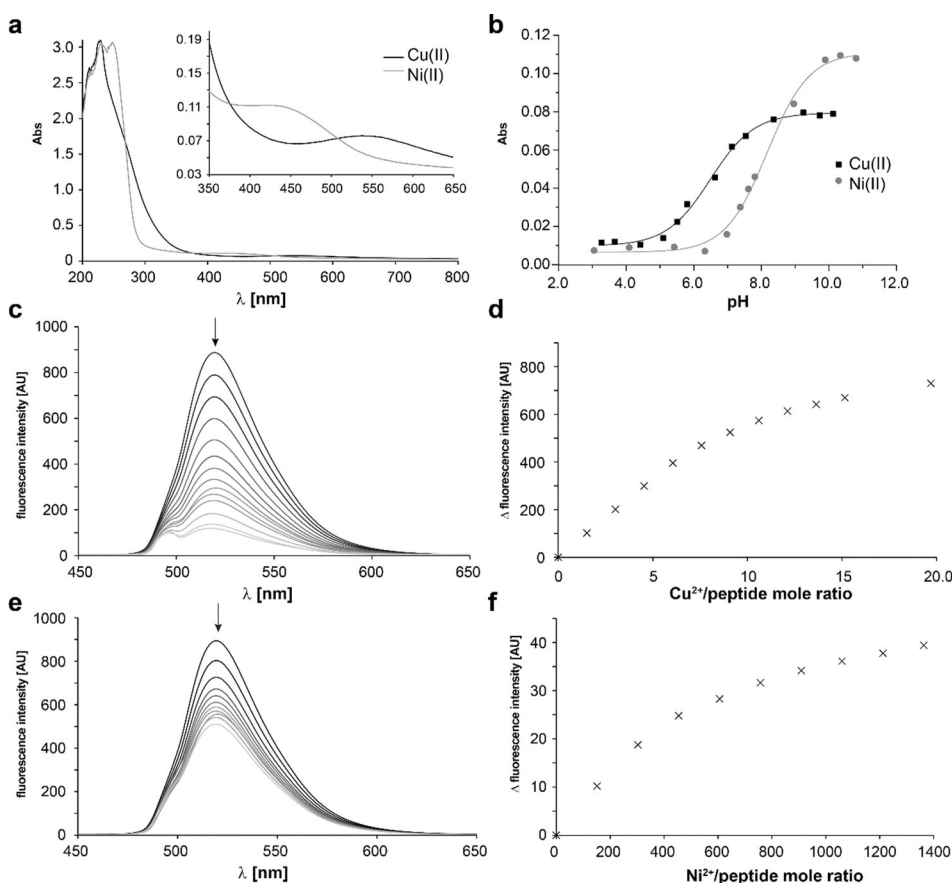 a
3.0
2.5
2.0
1.5
1.0
0.5
0
Abs
200 300 400 500 600 700 800
λ [nm]
0.19
0.15
0.11
0.07
0.03
350 400 450 500 550 600 650
Cu(II)
Ni(II)
b
0.12
0.10
0.08
0.06
0.04
0.02
0.00
Abs
2.0 4.0 6.0 8.0 10.0 12.0
pH
Cu(II)
Ni(II)
c
1000
800
600
400
200
0
fluorescence intensity [AU]
450 500 550 600 650
λ [nm]
d
800
600
400
200
0
Δ fluorescence intensity [AU]
0 5 10 15 20.0
Cu²⁺/peptide mole ratio
e
1000
800
600
400
200
0
fluorescence intensity [AU]
450 500 550 600 650
λ [nm]
f
40
30
20
10
0
Δ fluorescence intensity [AU]
0 200 400 600 800 1000 1200 1400
Ni²⁺/peptide mole ratio